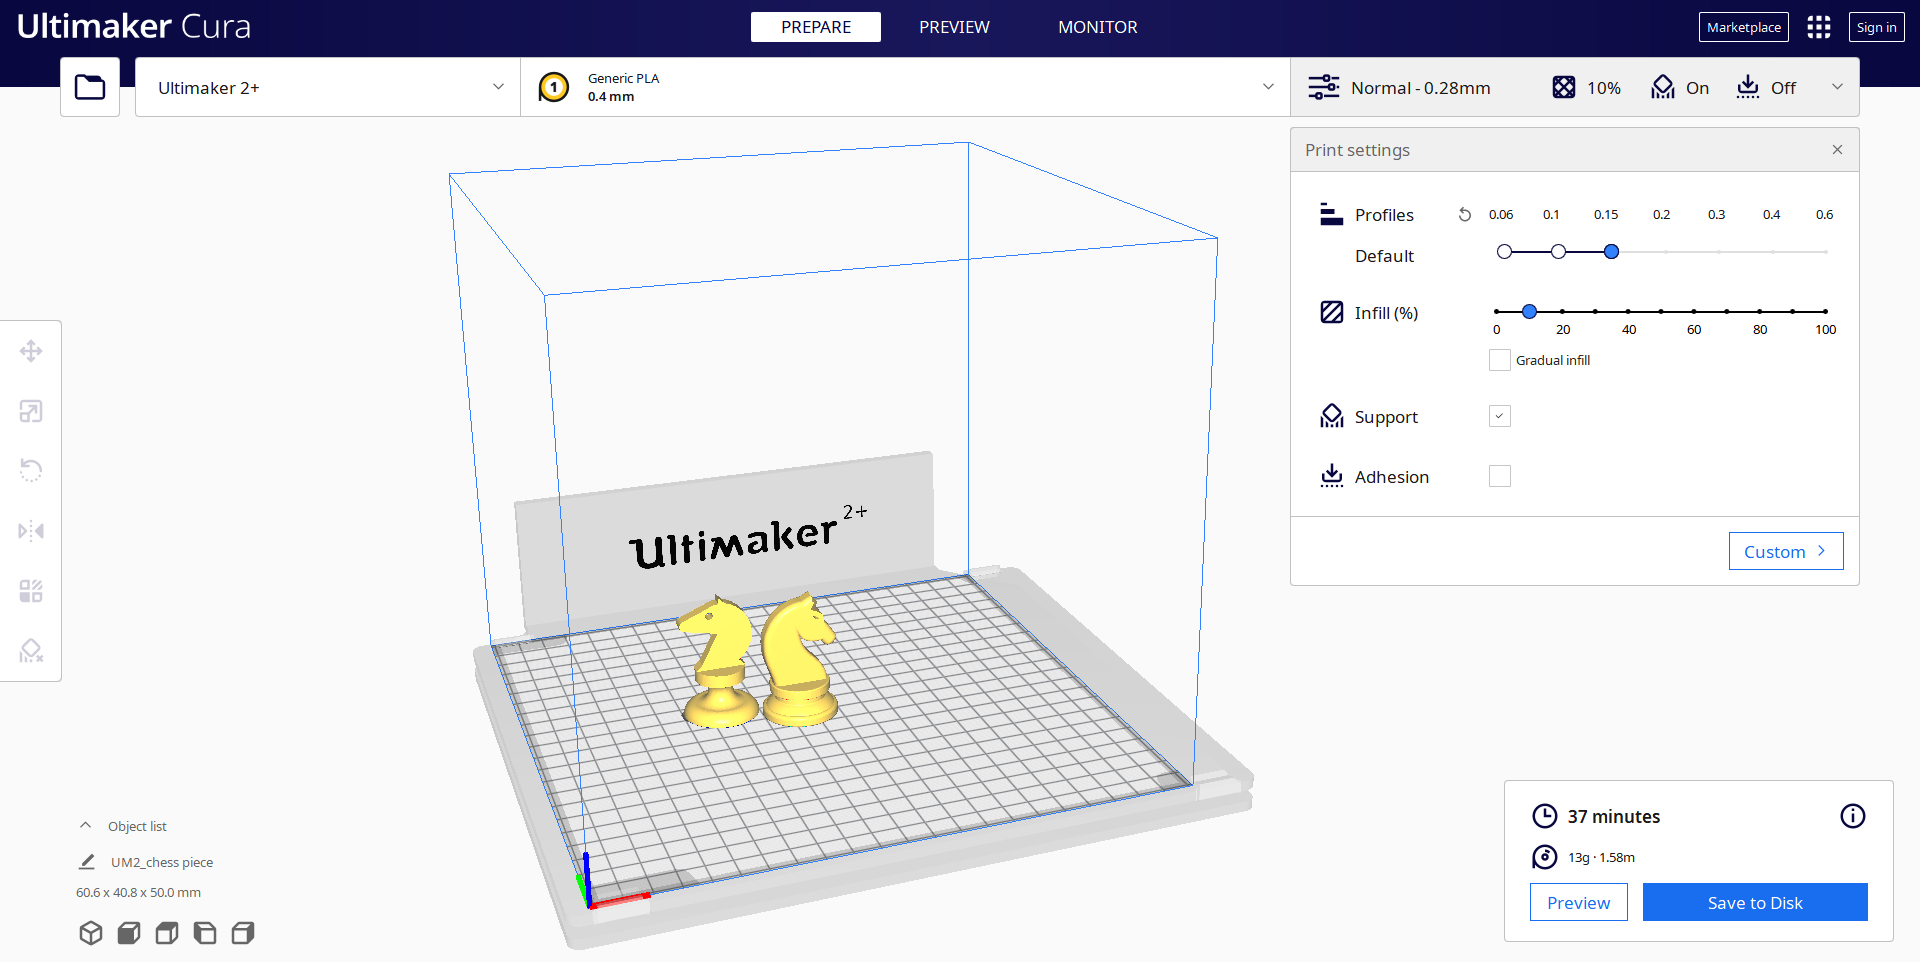 Ultimaker Cura
PREPARE
PREVIEW
MONITOR
Marketplace
Sign in
Ultimaker 2+
1
Generic PLA
0.4 mm
Normal - 0.28mm
10%
On
Off
Print settings
Profiles
0.06 0.1 0.15 0.2 0.3 0.4 0.6
Default
Infill (%)
0 20 40 60 80 100
Gradual infill
Support
Adhesion
Custom
Ultimaker 2+
Object list
UM2_chess piece
60.6 x 40.8 x 50.0 mm
37 minutes
13g · 1.58m
Preview
Save to Disk